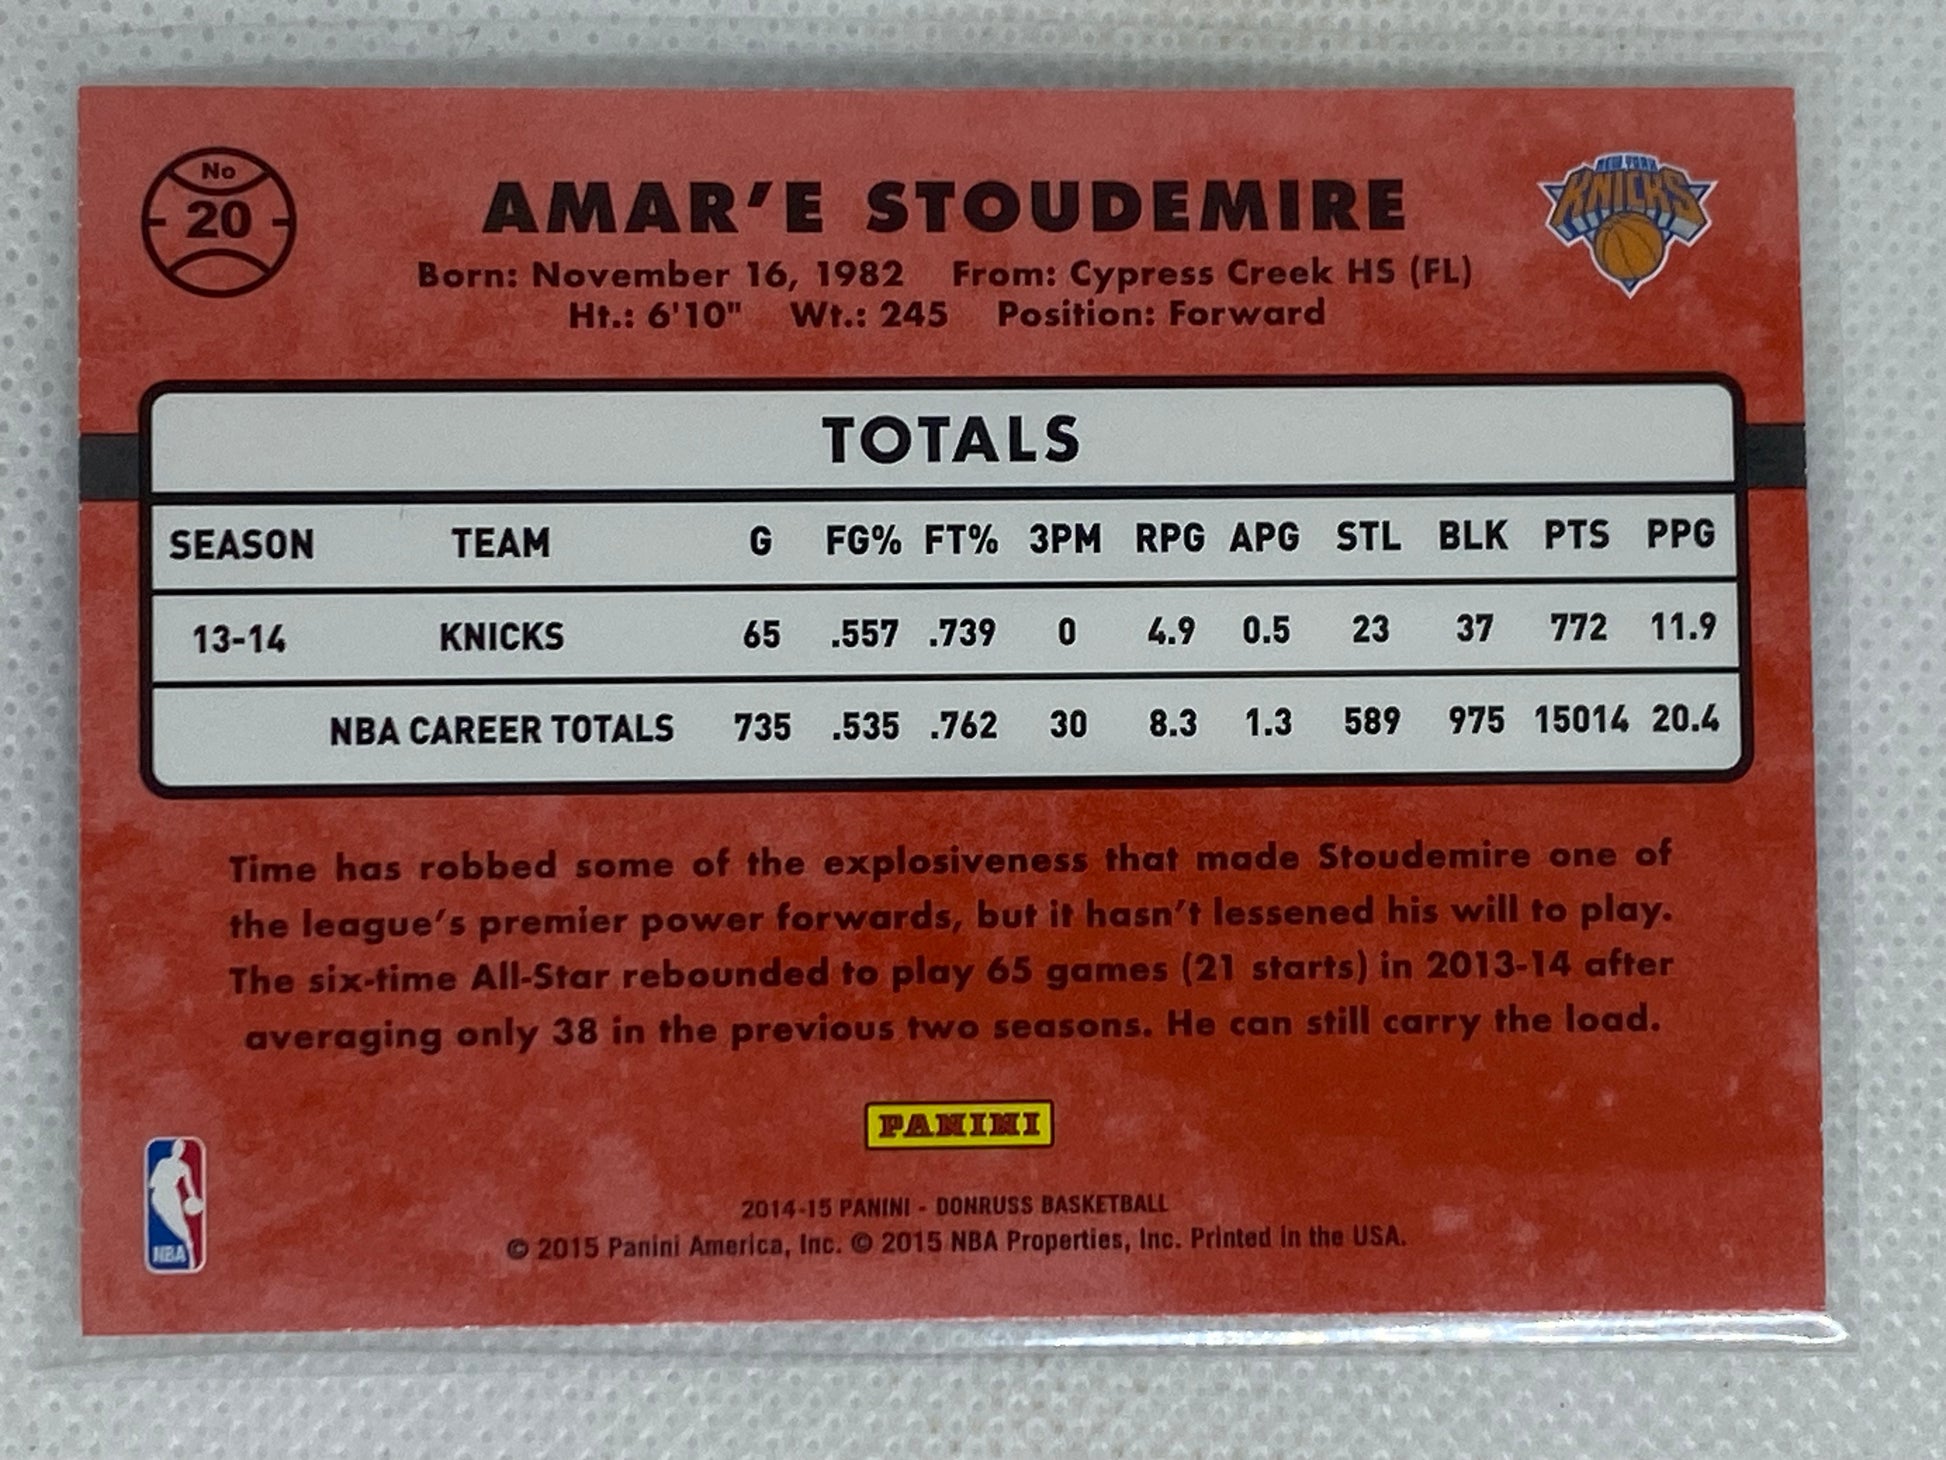 No
20
AMAR'E STOUDEMIRE
NEW YORK
KNICKS
Born: November 16, 1982 From: Cypress Creek HS (FL)
Ht.: 6'10" Wt.: 245 Position: Forward
TOTALS
SEASON TEAM G FG% FT% 3PM RPG APG STL BLK PTS PPG
13-14 KNICKS 65 .557 .739 0 4.9 0.5 23 37 772 11.9
NBA CAREER TOTALS 735 .535 .762 30 8.3 1.3 589 975 15014 20.4
Time has robbed some of the explosiveness that made Stoudemire one of
the league's premier power forwards, but it hasn't lessened his will to play.
The six-time All-Star rebounded to play 65 games (21 starts) in 2013-14 after
averaging only 38 in the previous two seasons. He can still carry the load.
PANINI
NBA
2014-15 PANINI - DONRUSS BASKETBALL
© 2015 Panini America, Inc. © 2015 NBA Properties, Inc. Printed in the USA.